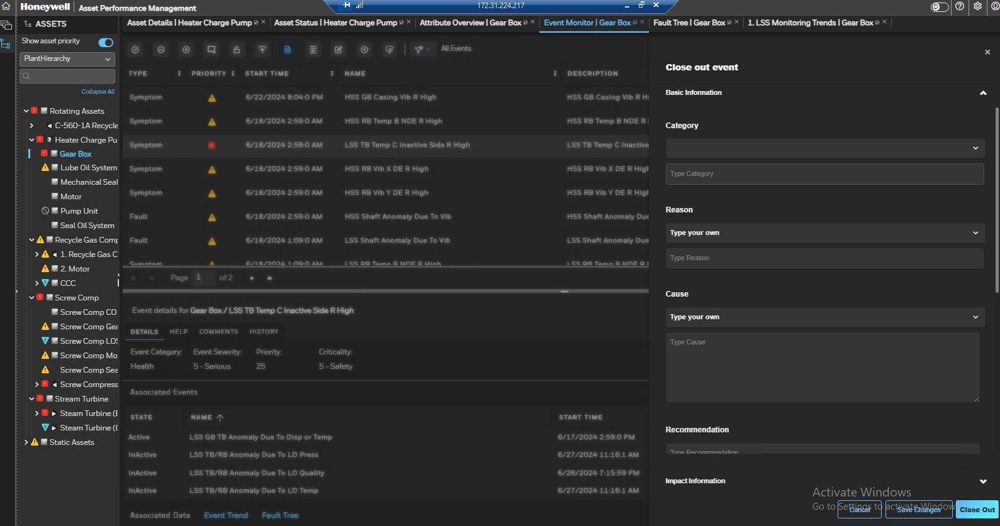 Honeywell | Asset Performance Management
172.31.224.217
ASSETS
Show asset priority
PlantHierarchy
Collapse All
Rotating Assets
C-560-1A Recycle
Heater Charge Pu
Gear Box
Lube Oil System
Mechanical Seal
Motor
Pump Unit
Seal Oil System
Recycle Gas Comp
1. Recycle Gas C
2. Motor
CCC
Screw Comp
Screw Comp CO
Screw Comp Gea
Screw Comp LOS
Screw Comp Mo
Screw Comp Sea
Screw Compress
Stream Turbine
Steam Turbine (E
Steam Turbine (C
Static Assets
Asset Details | Heater Charge Pump
Asset Status | Heater Charge Pump
Attribute Overview | Gear Box
Event Monitor | Gear Box
Fault Tree | Gear Box
1. LSS Monitoring Trends | Gear Box
All Events
TYPE PRIORITY START TIME NAME DESCRIPTION
Symptom 6/22/2024 8:04:0 PM HSS GB Casing Vib R High HSS GB Casing Vib R Hi
Symptom 6/18/2024 2:59:0 AM HSS RB Temp B NDE R High HSS RB Temp B NDE R
Symptom 6/18/2024 2:59:0 AM LSS TB Temp C Inactive Side R High LSS TB Temp C Inactive
Symptom 6/18/2024 2:59:0 AM HSS RB Vib X DE R High HSS RB Vib X DE R High
Symptom 6/18/2024 2:59:0 AM HSS RB Vib Y DE R High HSS RB Vib Y DE R High
Fault 6/18/2024 2:59:0 AM HSS Shaft Anomaly Due To Vib HSS Shaft Anomaly Due
Fault 6/18/2024 1:09:0 AM LSS Shaft Anomaly Due To Vib LSS Shaft Anomaly Due
Symptom 6/18/2024 1:09:0 AM LSS RB Temp B NDE R High LSS RB Temp B NDE R H
Page 1 of 2
Event details for Gear Box / LSS TB Temp C Inactive Side R High
DETAILS HELP COMMENTS HISTORY
Event Category: Event Severity: Priority: Criticality:
Health 5 - Serious 25 5 - Safety
Associated Events
STATE NAME START TIME
Active LSS GB TB Anomaly Due To Disp or Temp 6/17/2024 2:59:0 PM
InActive LSS TB/RB Anomaly Due To LO Press 6/27/2024 11:16:1 AM
InActive LSS TB/RB Anomaly Due To LO Quality 6/26/2024 7:15:59 PM
InActive LSS TB/RB Anomaly Due To LO Temp 6/27/2024 11:16:1 AM
Associated Data Event Trend Fault Tree
Close out event
Basic Information
Category
Type Category
Reason
Type your own
Type Reason
Cause
Type your own
Type Cause
Recommendation
Type Recommendation
Impact Information
Activate Windows
Go to Settings to activate Windows
Cancel
Save Changes
Close Out